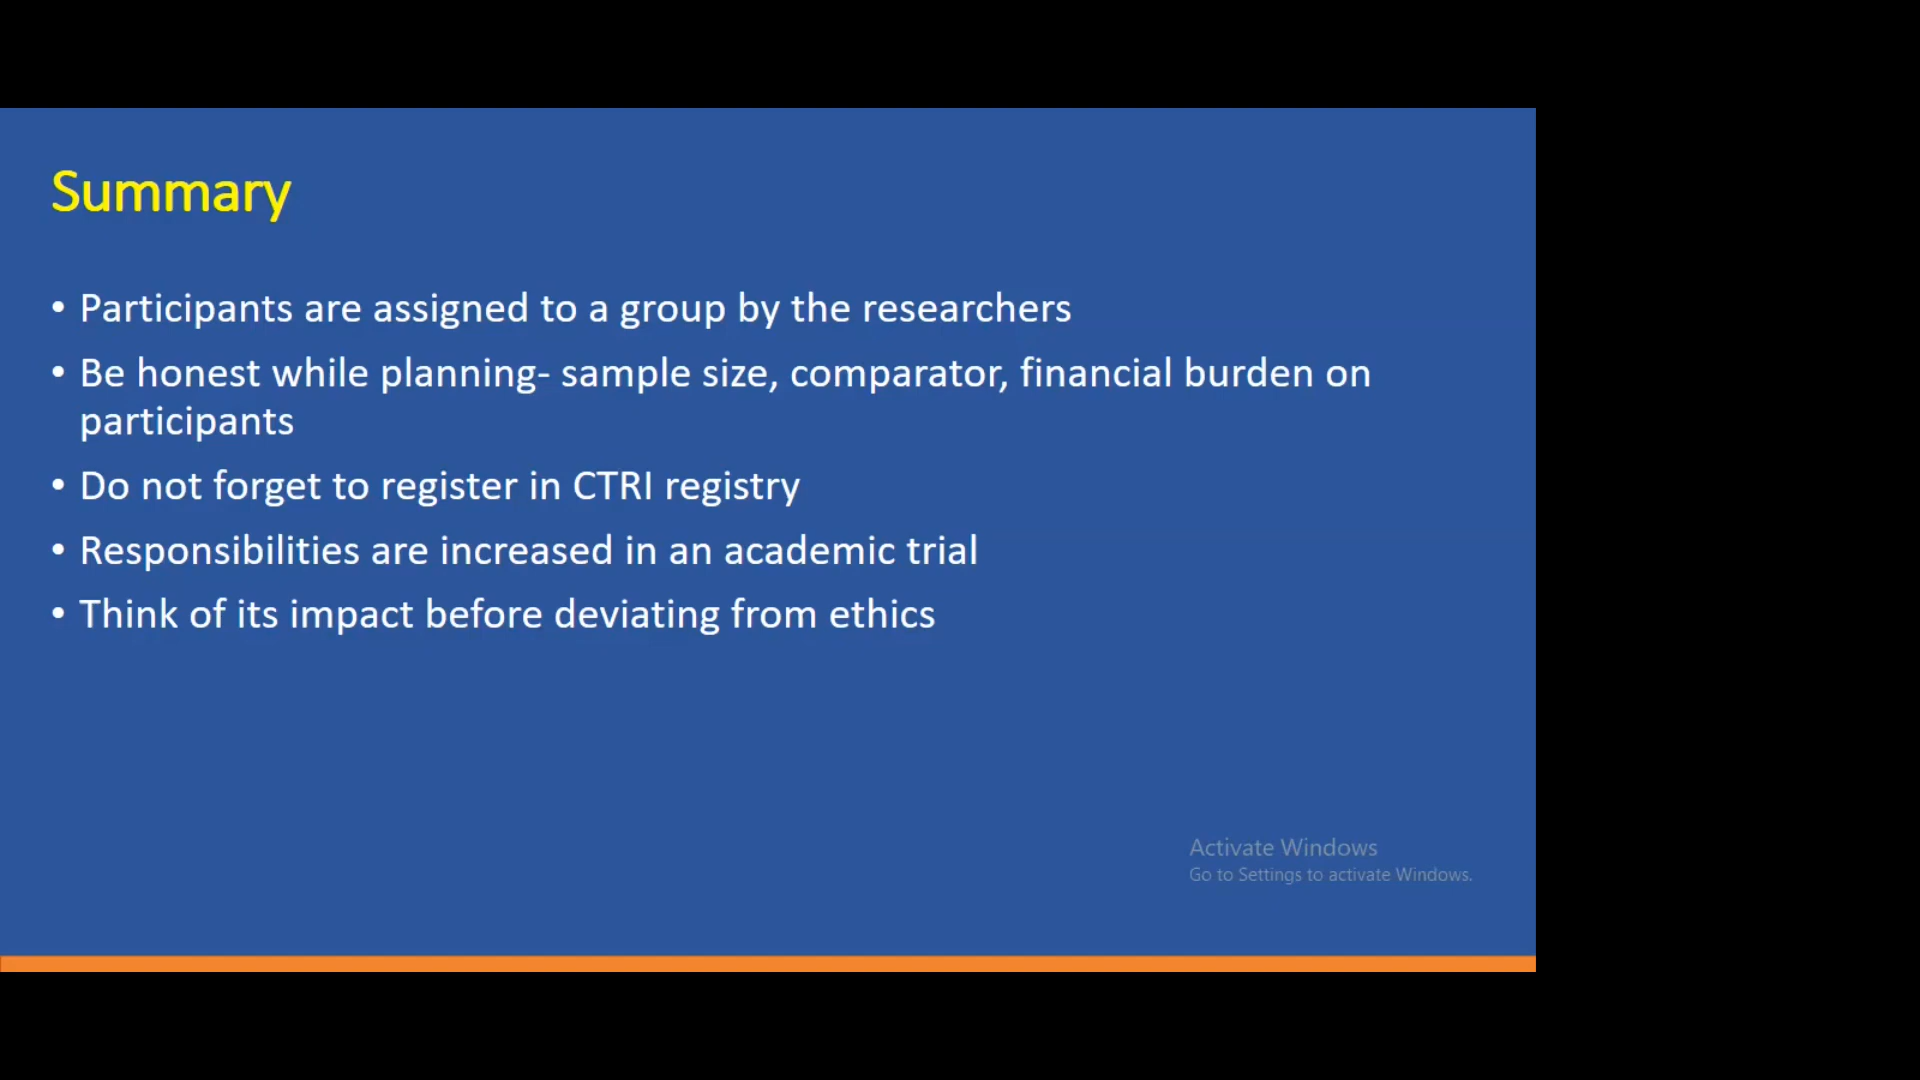 Summary
• Participants are assigned to a group by the researchers
• Be honest while planning- sample size, comparator, financial burden on
participants
• Do not forget to register in CTRI registry
• Responsibilities are increased in an academic trial
• Think of its impact before deviating from ethics
Activate Windows
Go to Settings to activate Windows.